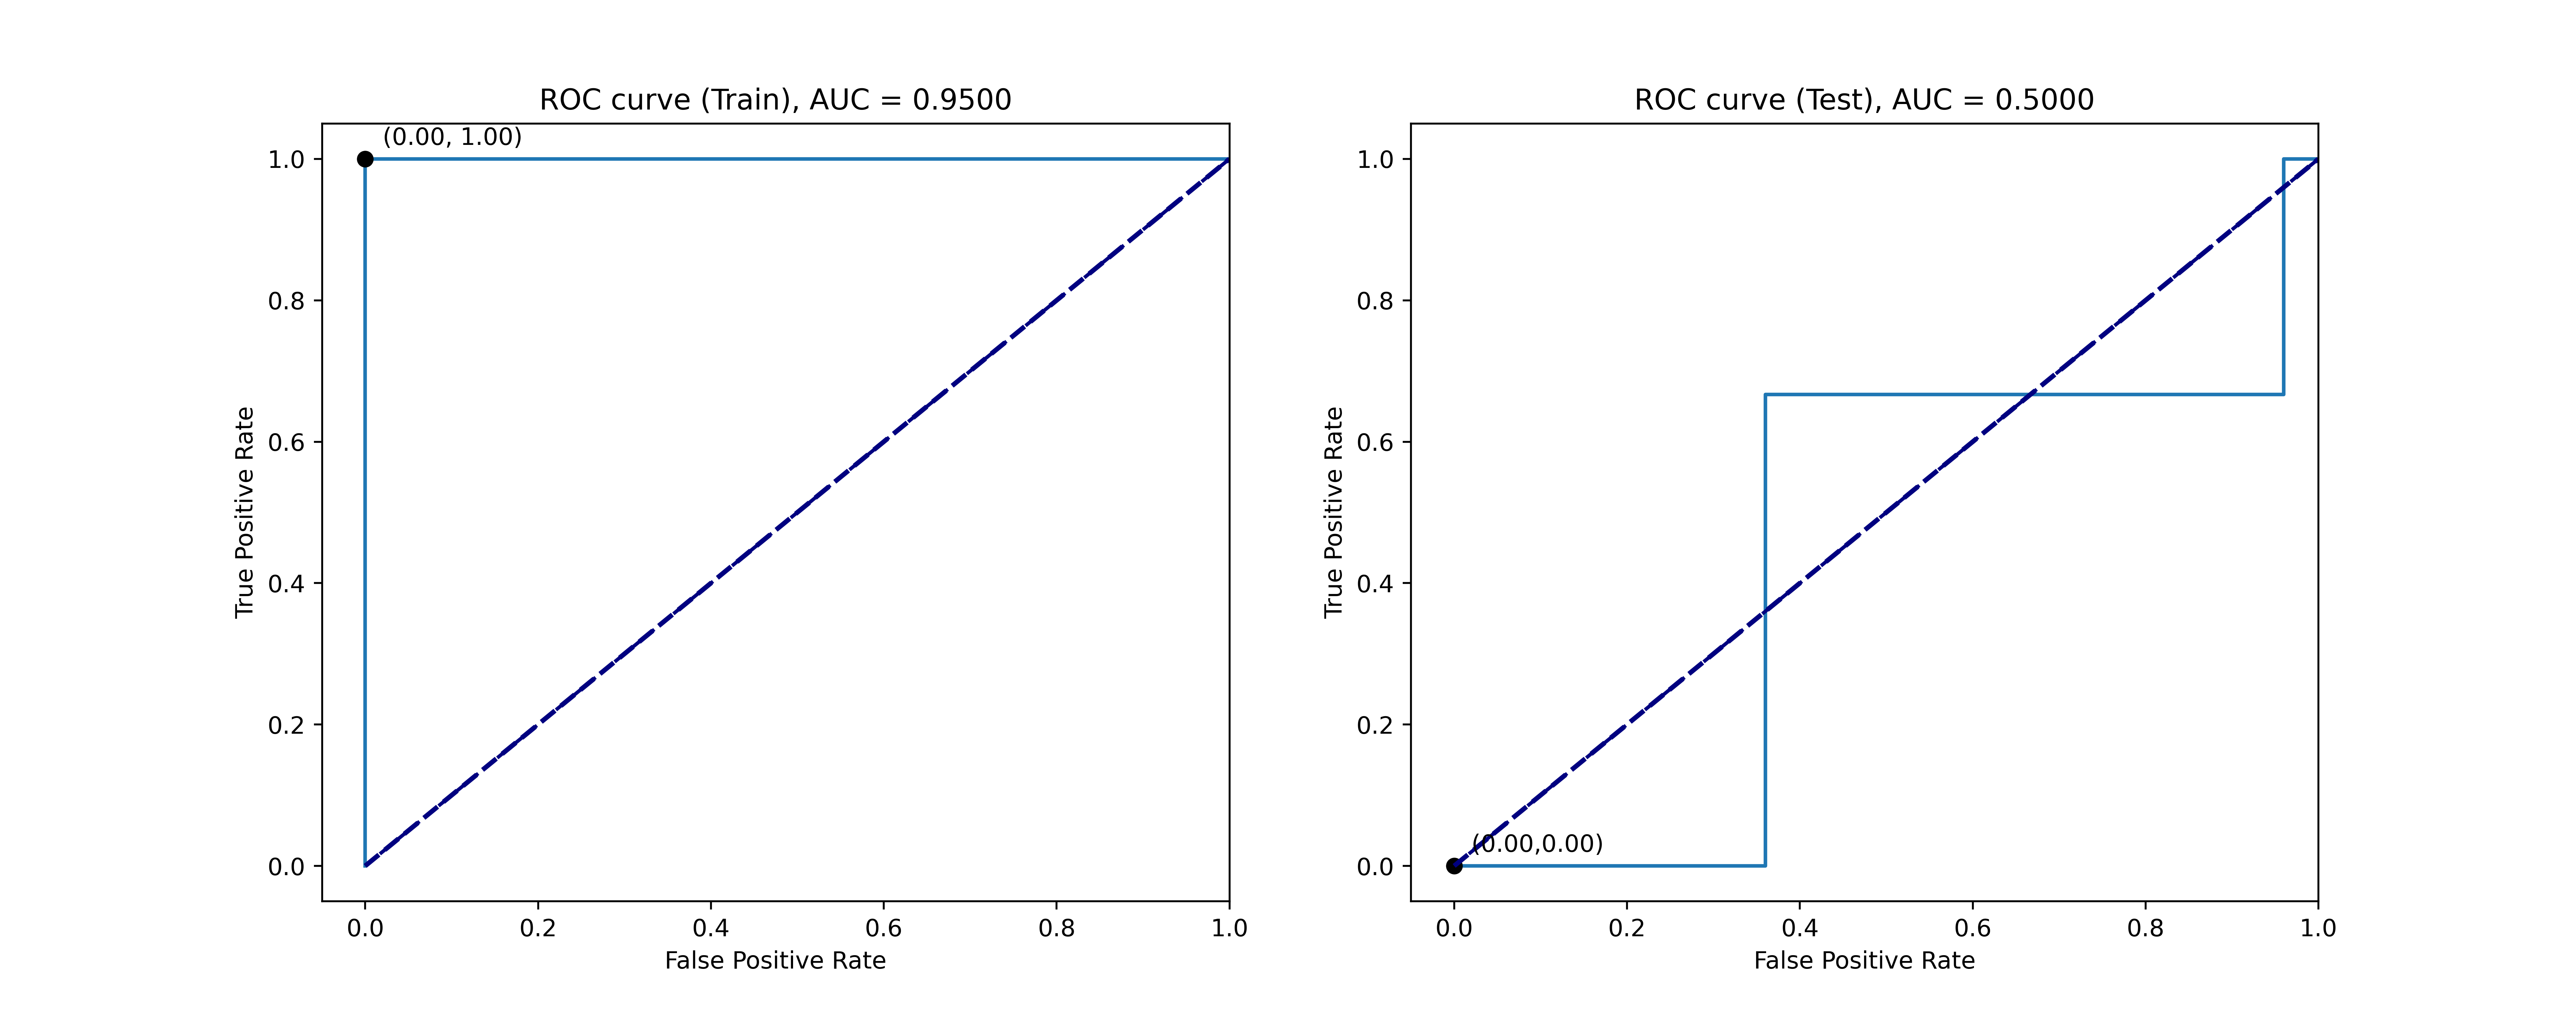 ROC curve (Train), AUC = 0.9500
(0.00, 1.00)
1.0
0.8
0.6
0.4
0.2
0.0
True Positive Rate
0.0 0.2 0.4 0.6 0.8 1.0
False Positive Rate
ROC curve (Test), AUC = 0.5000
1.0
0.8
0.6
0.4
0.2
0.0
True Positive Rate
(0.00,0.00)
0.0 0.2 0.4 0.6 0.8 1.0
False Positive Rate